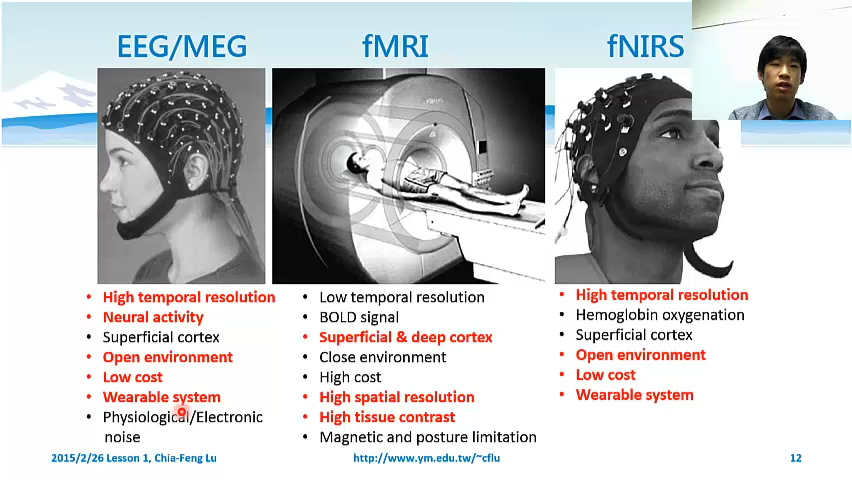 EEG/MEG
fMRI
fNIRS
• High temporal resolution
• Neural activity
• Superficial cortex
• Open environment
• Low cost
• Wearable system
• Physiological/Electronic
noise
• Low temporal resolution
• BOLD signal
• Superficial & deep cortex
• Close environment
• High cost
• High spatial resolution
• High tissue contrast
• Magnetic and posture limitation
• High temporal resolution
• Hemoglobin oxygenation
• Superficial cortex
• Open environment
• Low cost
• Wearable system
2015/2/26 Lesson 1, Chia-Feng Lu
http://www.ym.edu.tw/~cflu
12